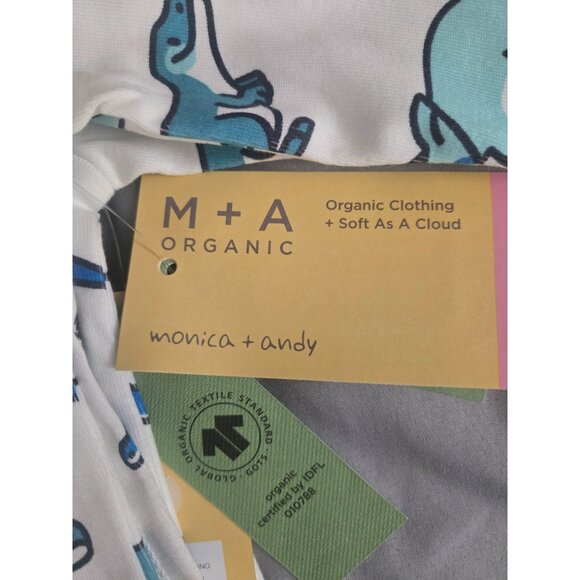 M + A
ORGANIC
Organic Clothing
+ Soft As A Cloud
monica + andy
GLOBAL ORGANIC TEXTILE STANDARD · GOTS ·
organic
certified by IDFL
010788